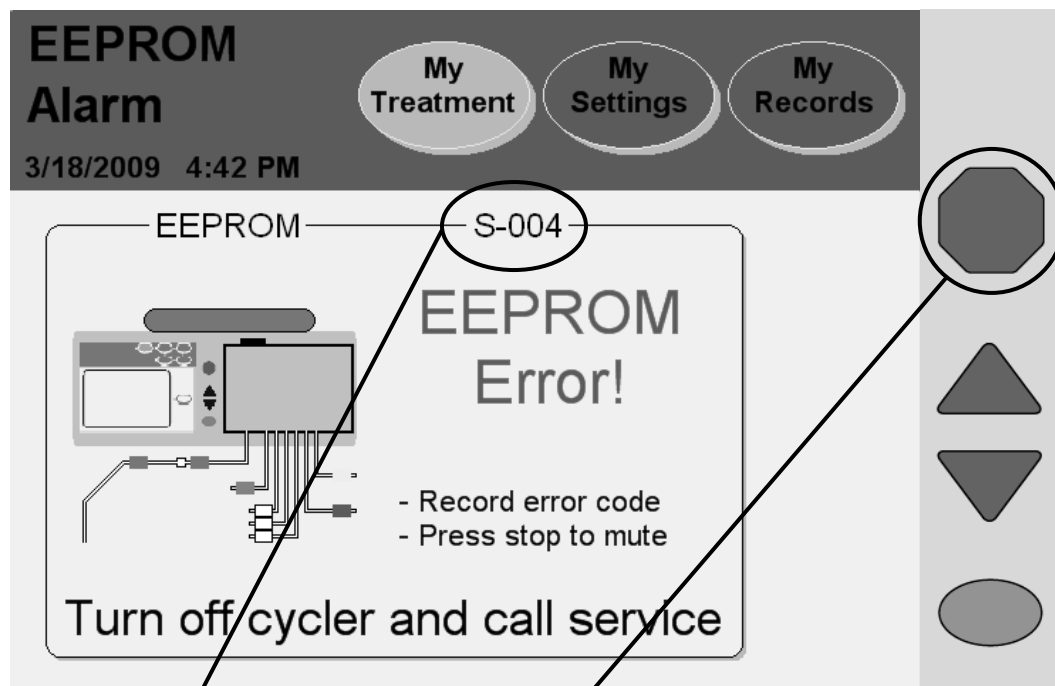 EEPROM
Alarm
3/18/2009 4:42 PM
My
Treatment
My
Settings
My
Records
EEPROM
S-004
EEPROM
Error!
- Record error code
- Press stop to mute
Turn off cycler and call service